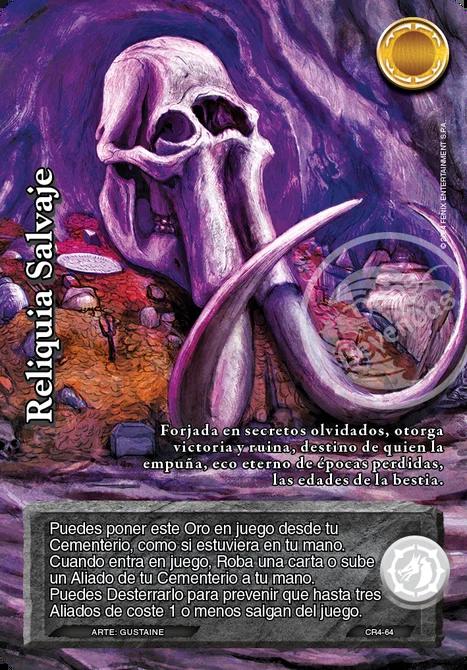 © 2024 FENIX ENTERTAINMENT S.P.A.
Reliquia Salvaje
Forjada en secretos olvidados, otorga
victoria y ruina, destino de quien la
empuña, eco eterno de épocas perdidas,
las edades de la bestia.
Puedes poner este Oro en juego desde tu
Cementerio, como si estuviera en tu mano.
Cuando entra en juego, Roba una carta o sube
un Aliado de tu Cementerio a tu mano.
Puedes Desterrarlo para prevenir que hasta tres
Aliados de coste 1 o menos salgan del juego.
ARTE: GUSTAINE
CR4-64